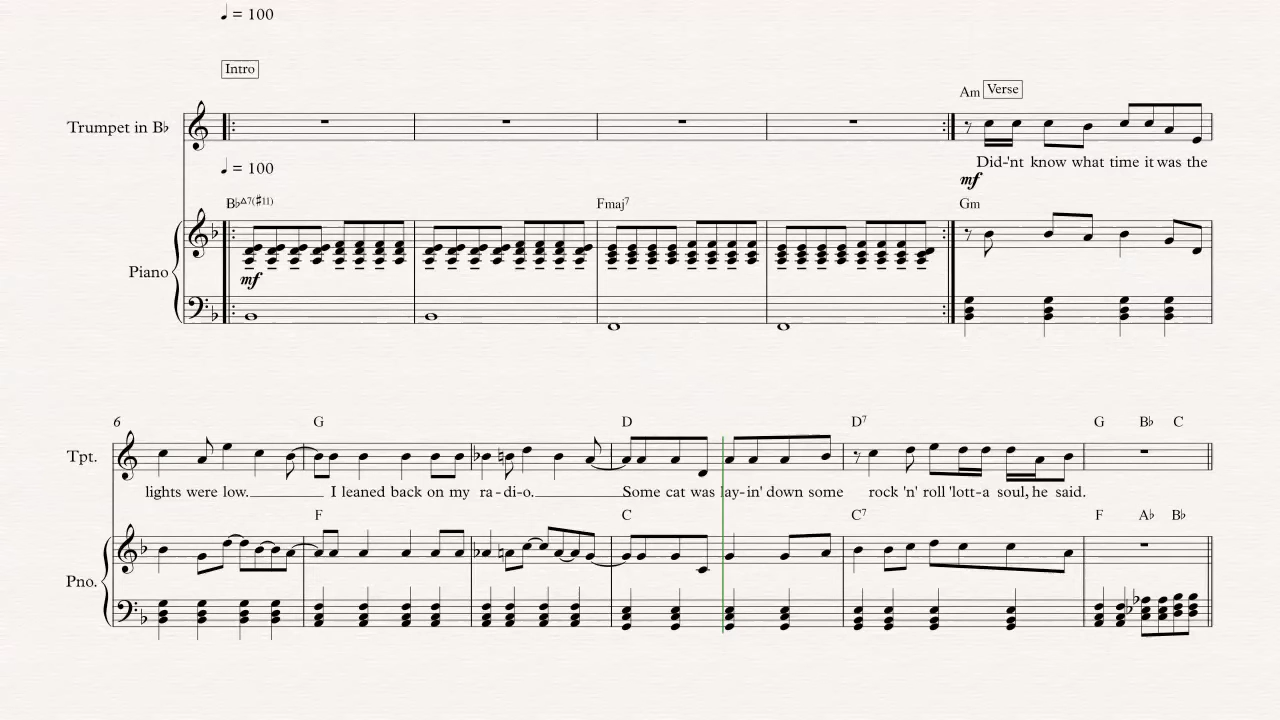 ♩ = 100
Intro
Am Verse
Trumpet in B♭
Did-'nt know what time it was the
♩ = 100
mf
B♭Δ7(♯11) Fmaj7 Gm
Piano
mf
6 G D D7 G B♭ C
Tpt.
lights were low. I leaned back on my ra-di-o. Some cat was lay-in' down some rock 'n' roll 'lott-a soul, he said.
F C C7 F A♭ B♭
Pno.